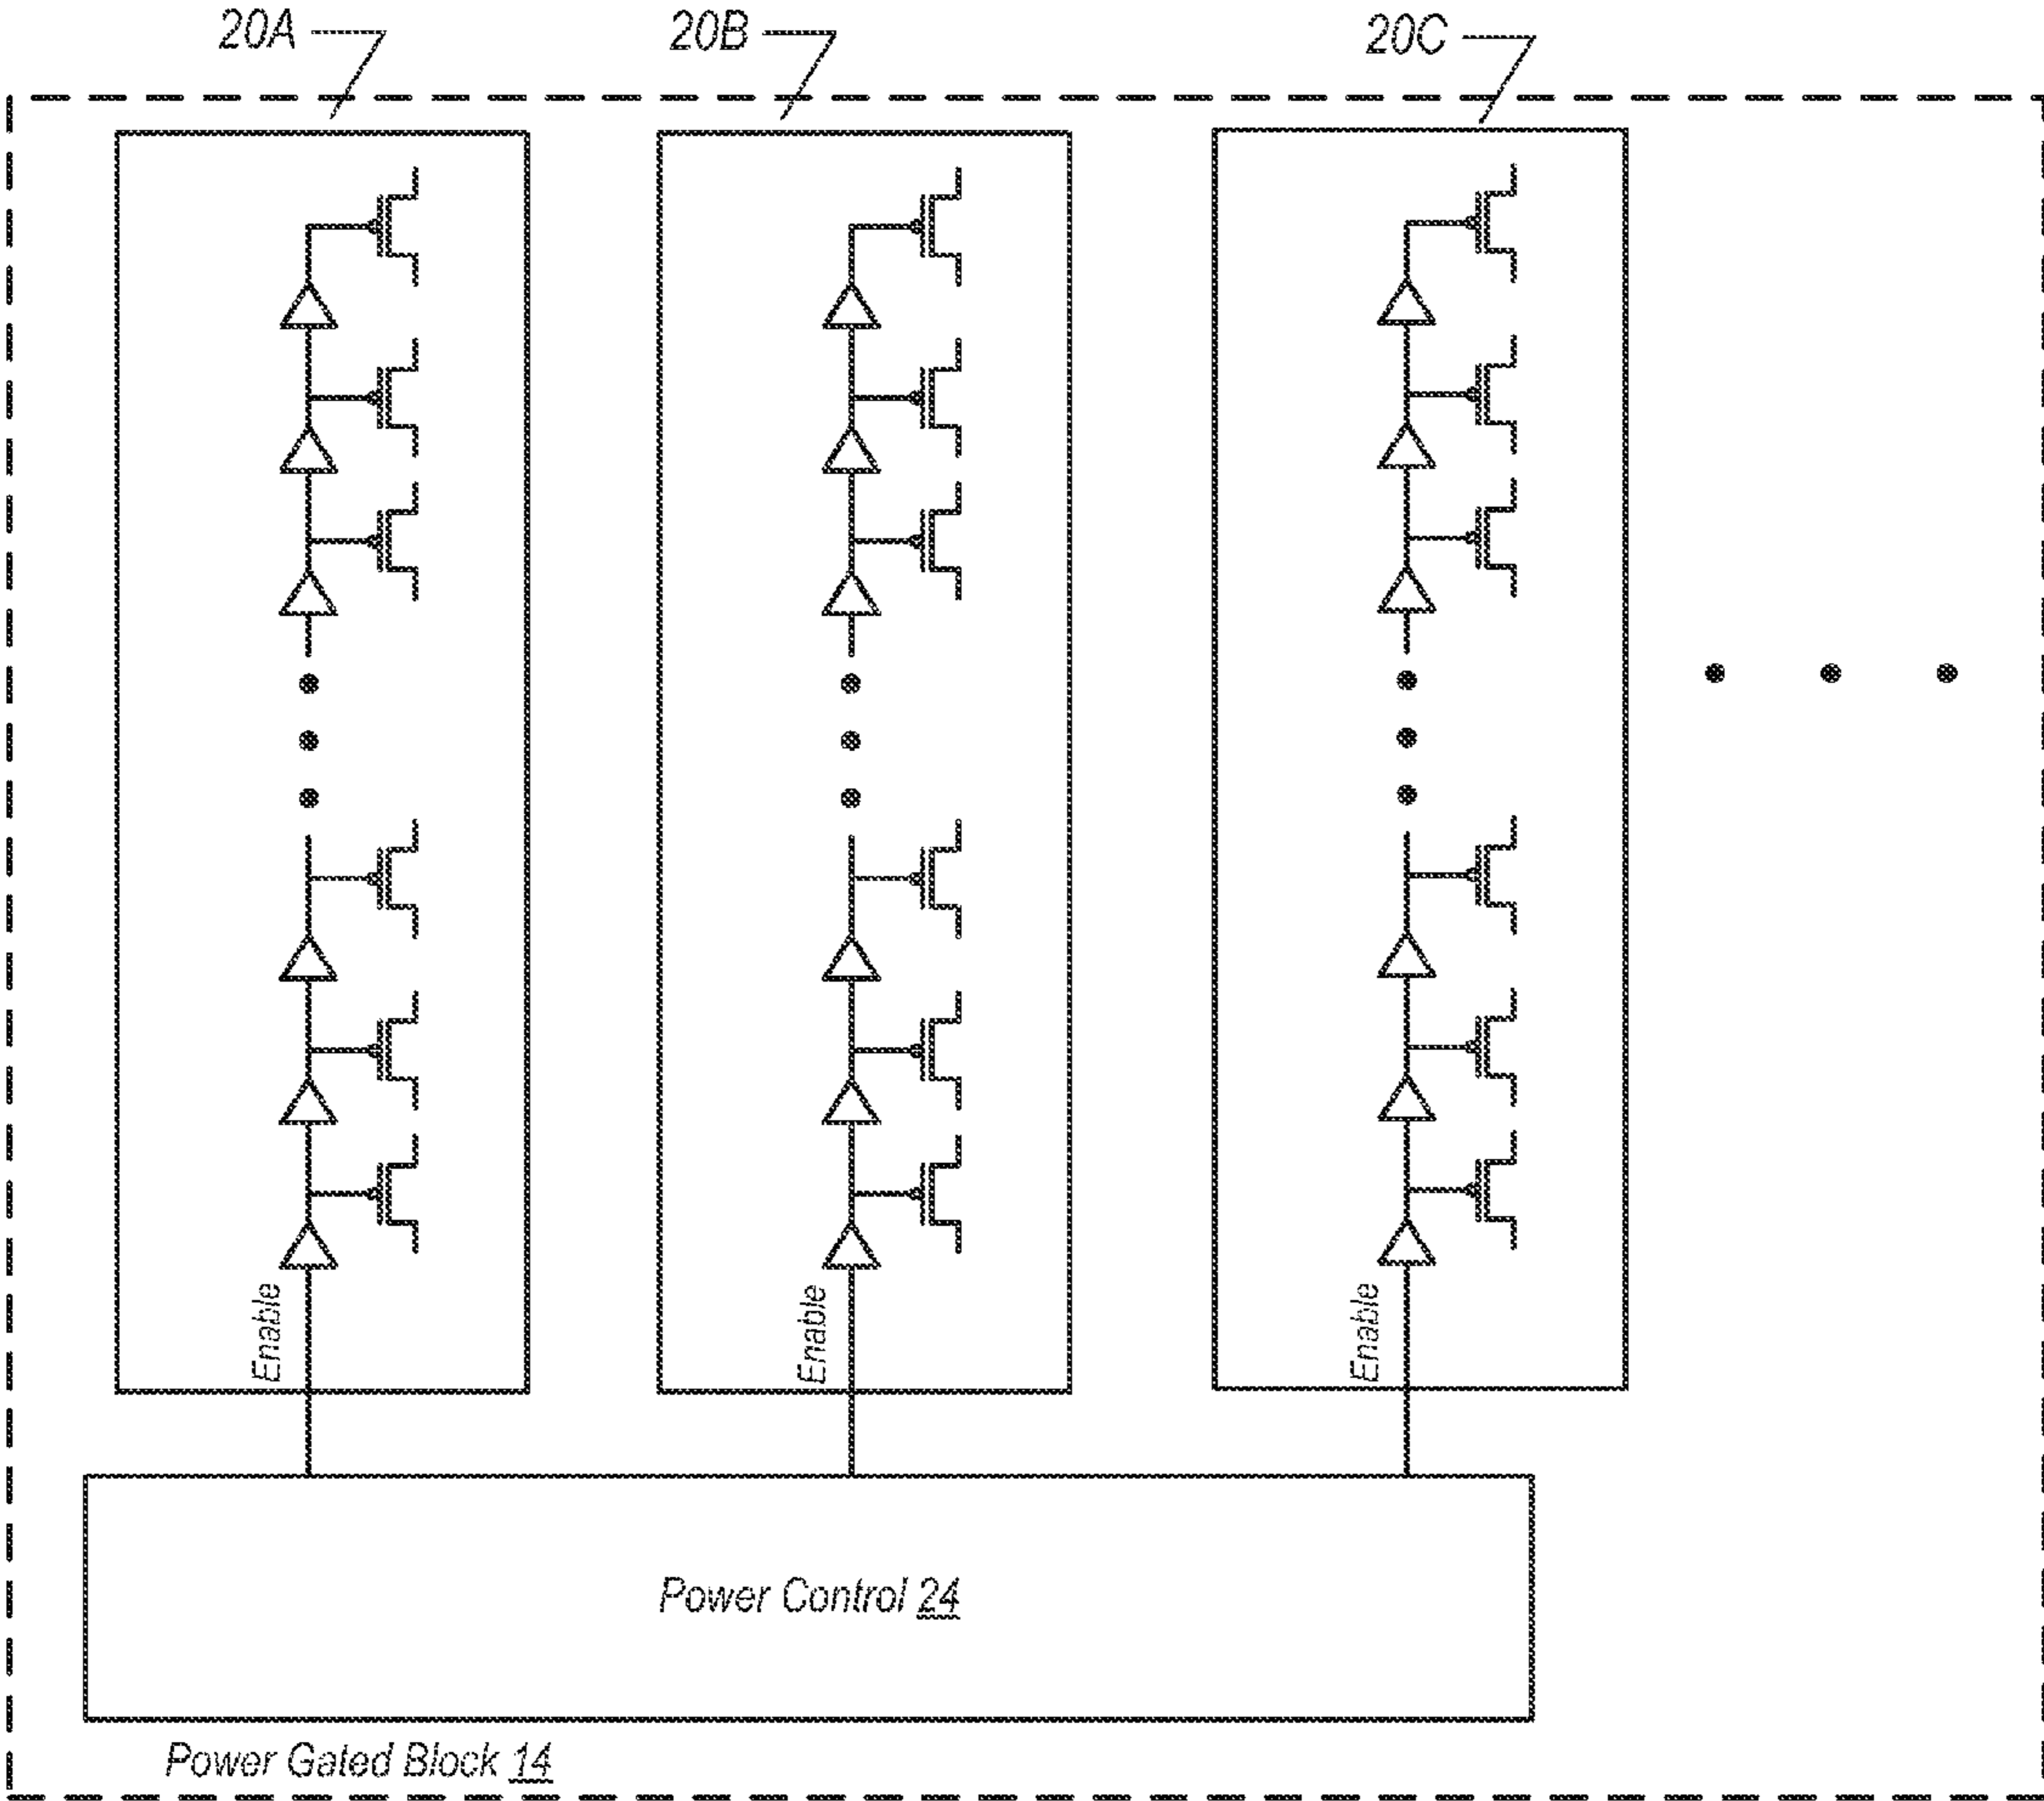 20A
20B
20C
Enable
Enable
Enable
Power Control 24
Power Gated Block 14